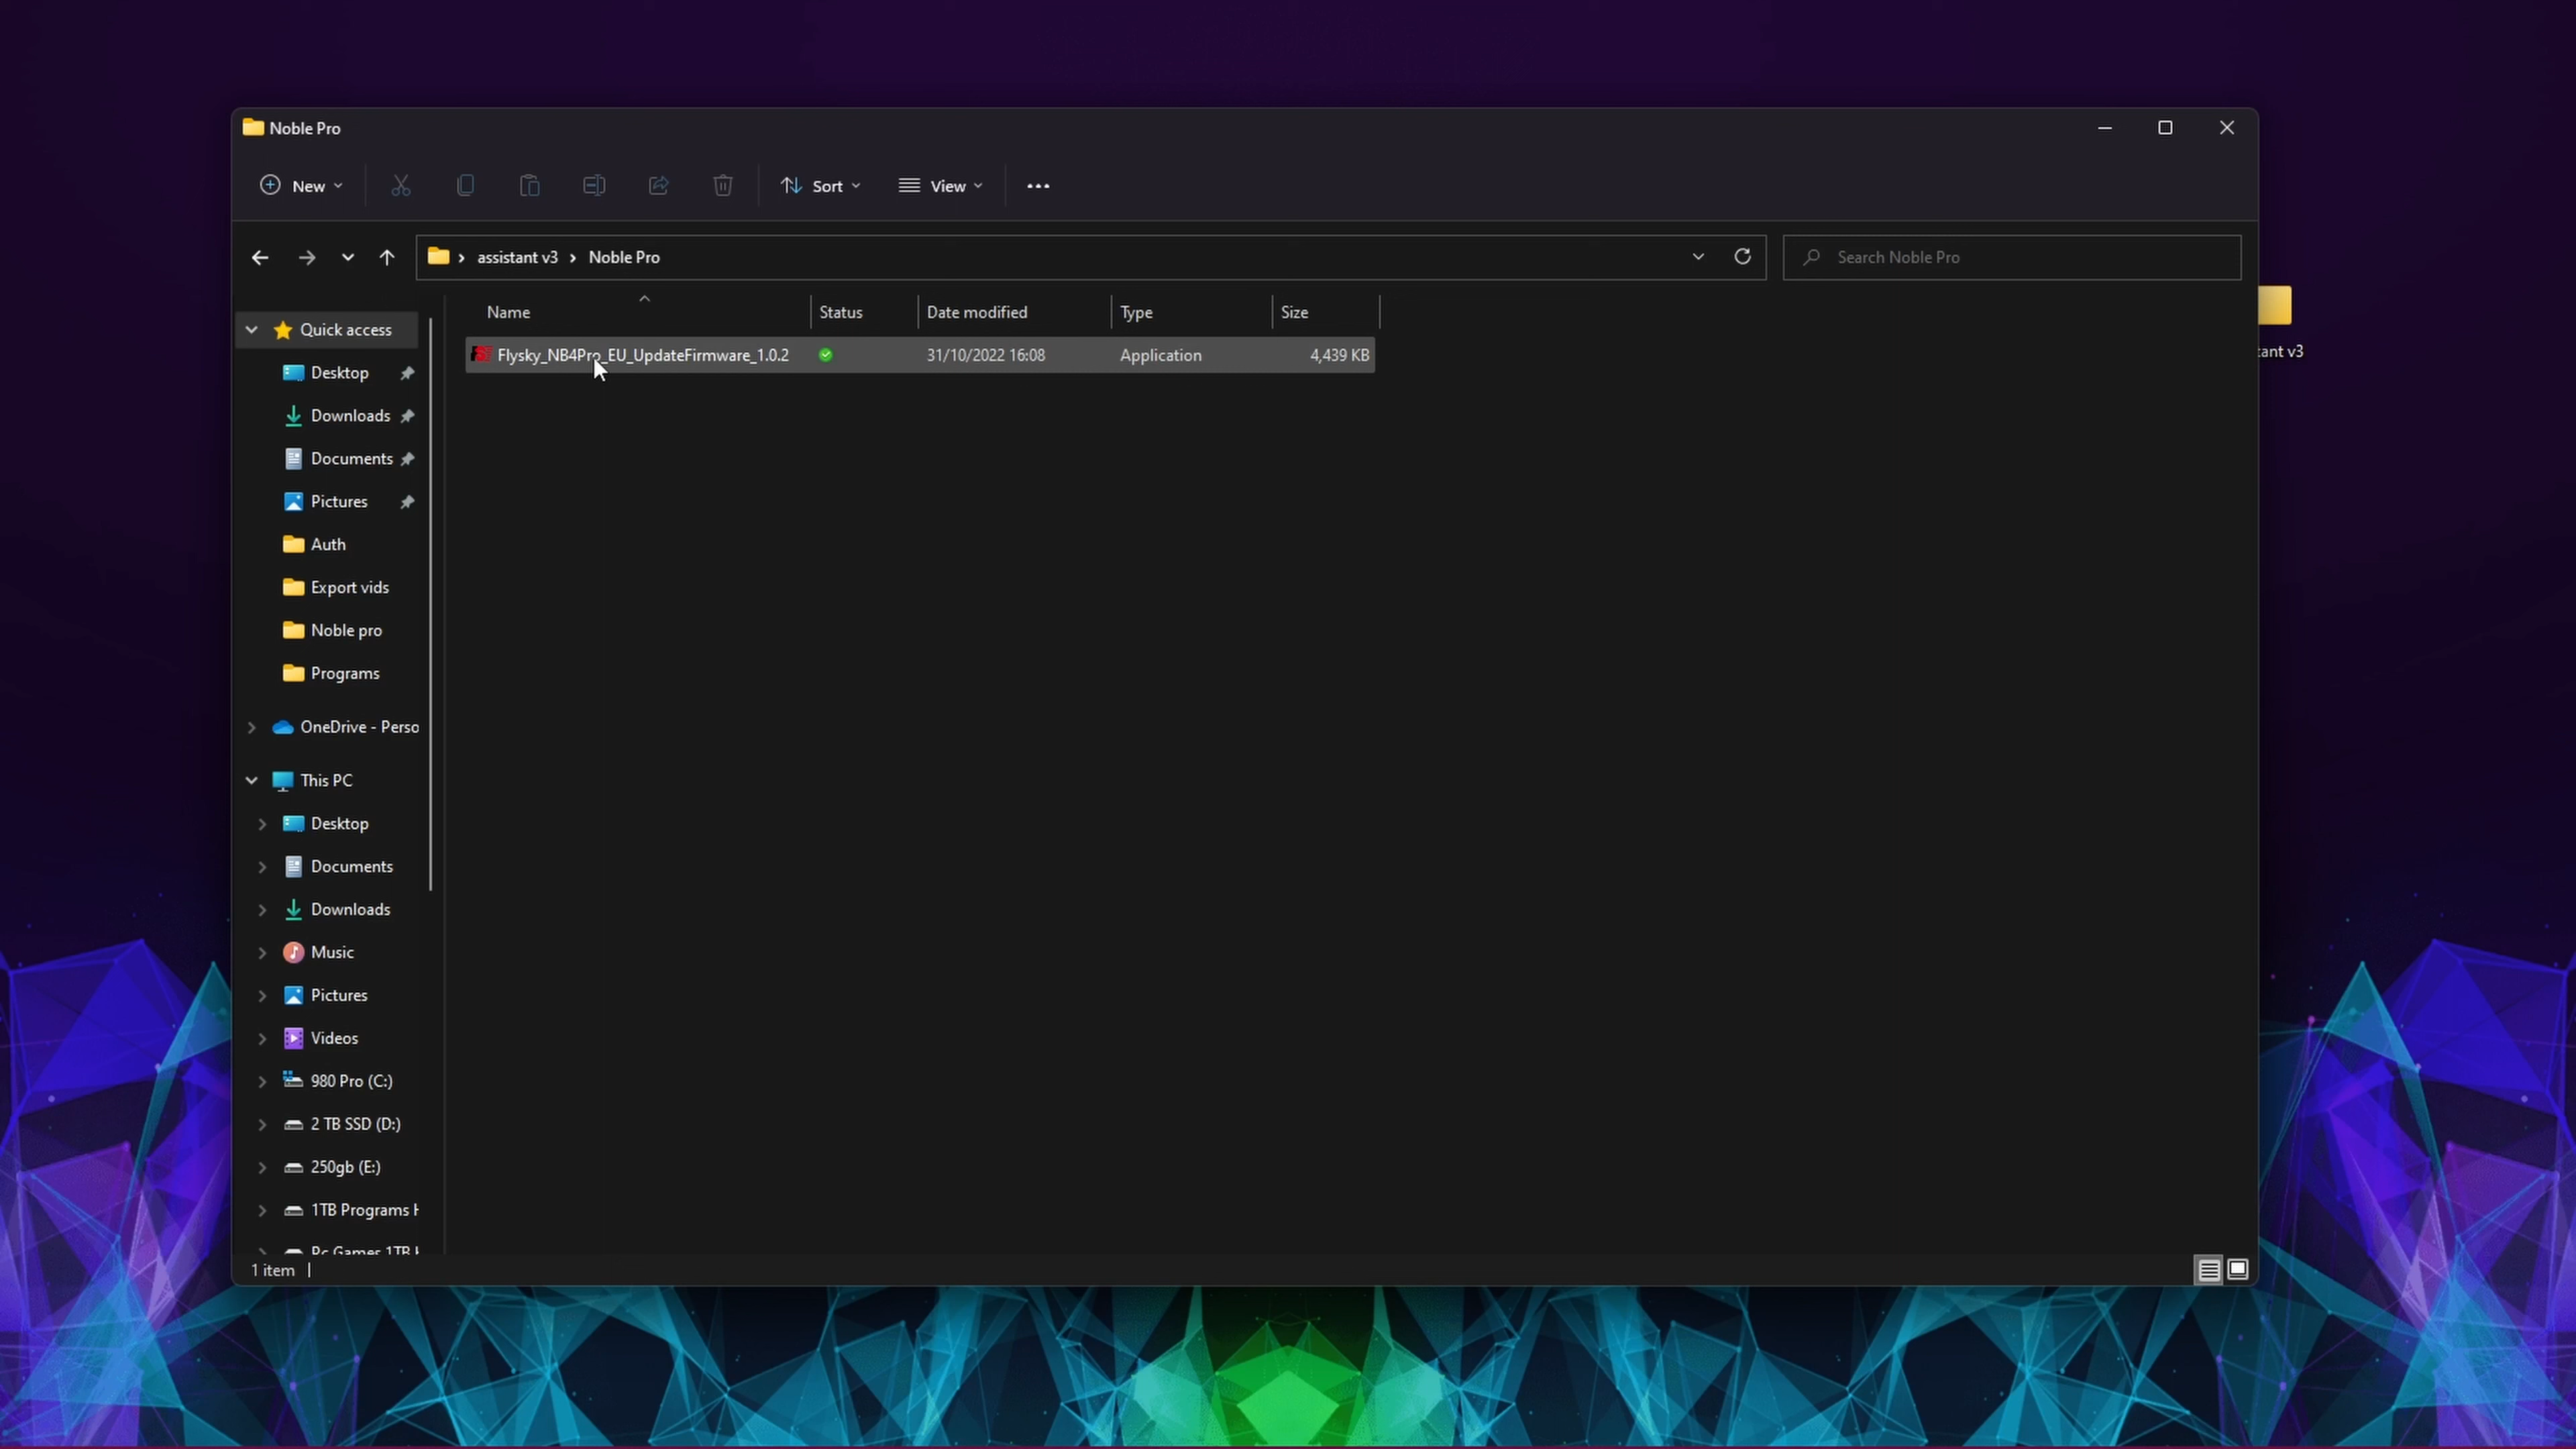 Noble Pro
New
Sort
View
assistant v3 › Noble Pro
Search Noble Pro
Name
Status
Date modified
Type
Size
Flysky_NB4Pro_EU_UpdateFirmware_1.0.2
31/10/2022 16:08
Application
4,439 KB
Quick access
Desktop
Downloads
Documents
Pictures
Auth
Export vids
Noble pro
Programs
OneDrive - Perso
This PC
Desktop
Documents
Downloads
Music
Pictures
Videos
980 Pro (C:)
2 TB SSD (D:)
250gb (E:)
1TB Programs
Pc Games 1TB
1 item
tant v3